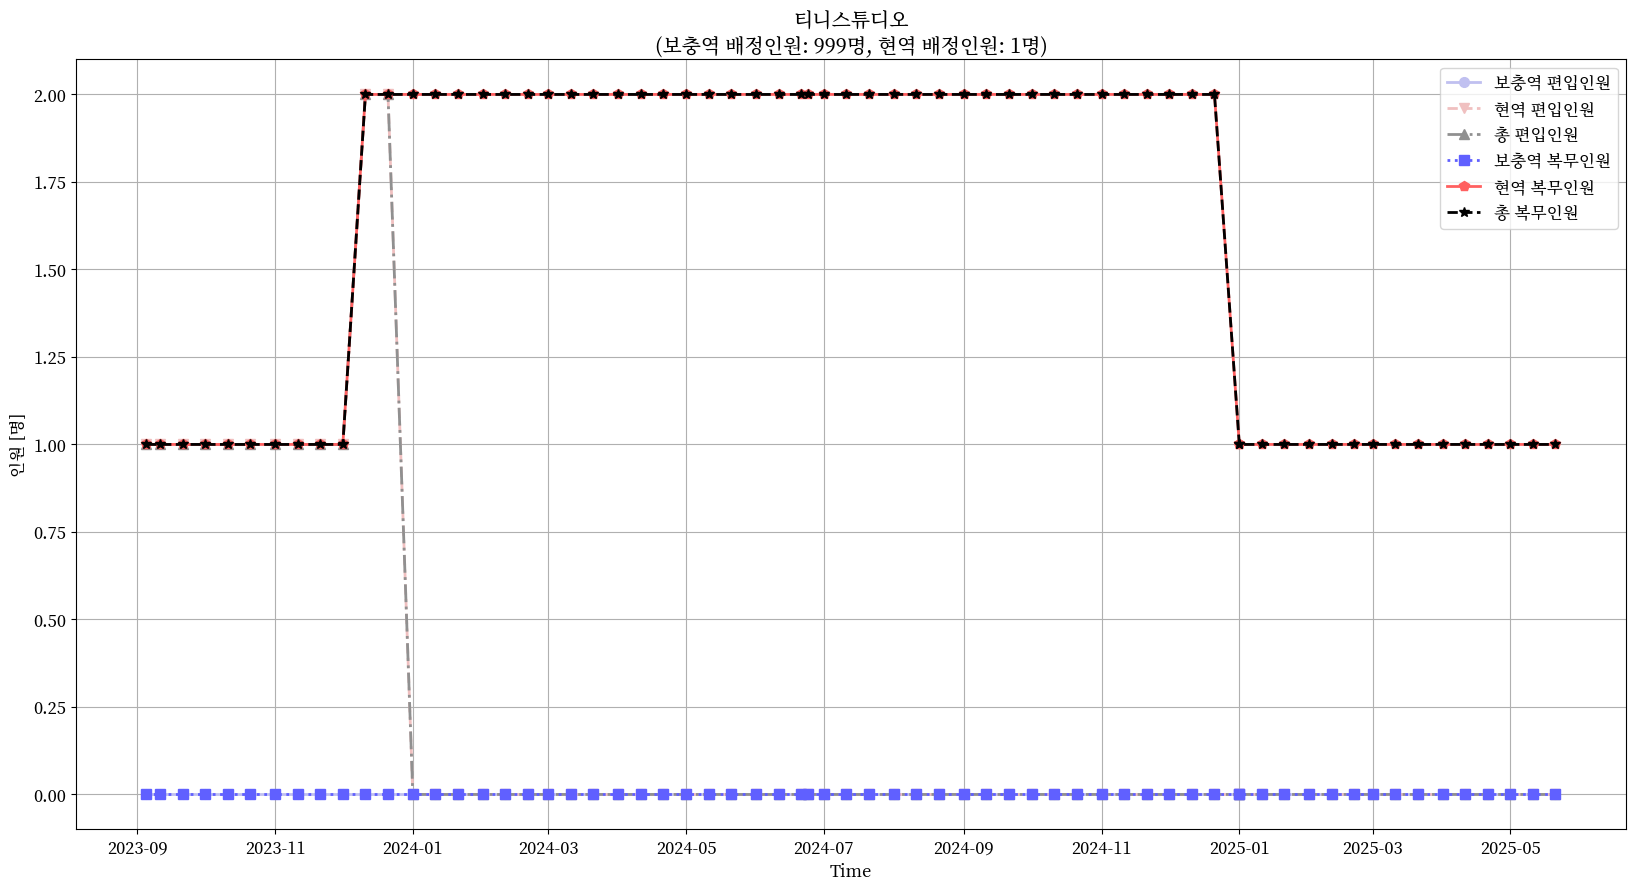 티니스튜디오
(보충역 배정인원: 999명, 현역 배정인원: 1명)
보충역 편입인원
현역 편입인원
총 편입인원
보충역 복무인원
현역 복무인원
총 복무인원
인원 [명]
2.00
1.75
1.50
1.25
1.00
0.75
0.50
0.25
0.00
2023-09
2023-11
2024-01
2024-03
2024-05
2024-07
2024-09
2024-11
2025-01
2025-03
2025-05
Time